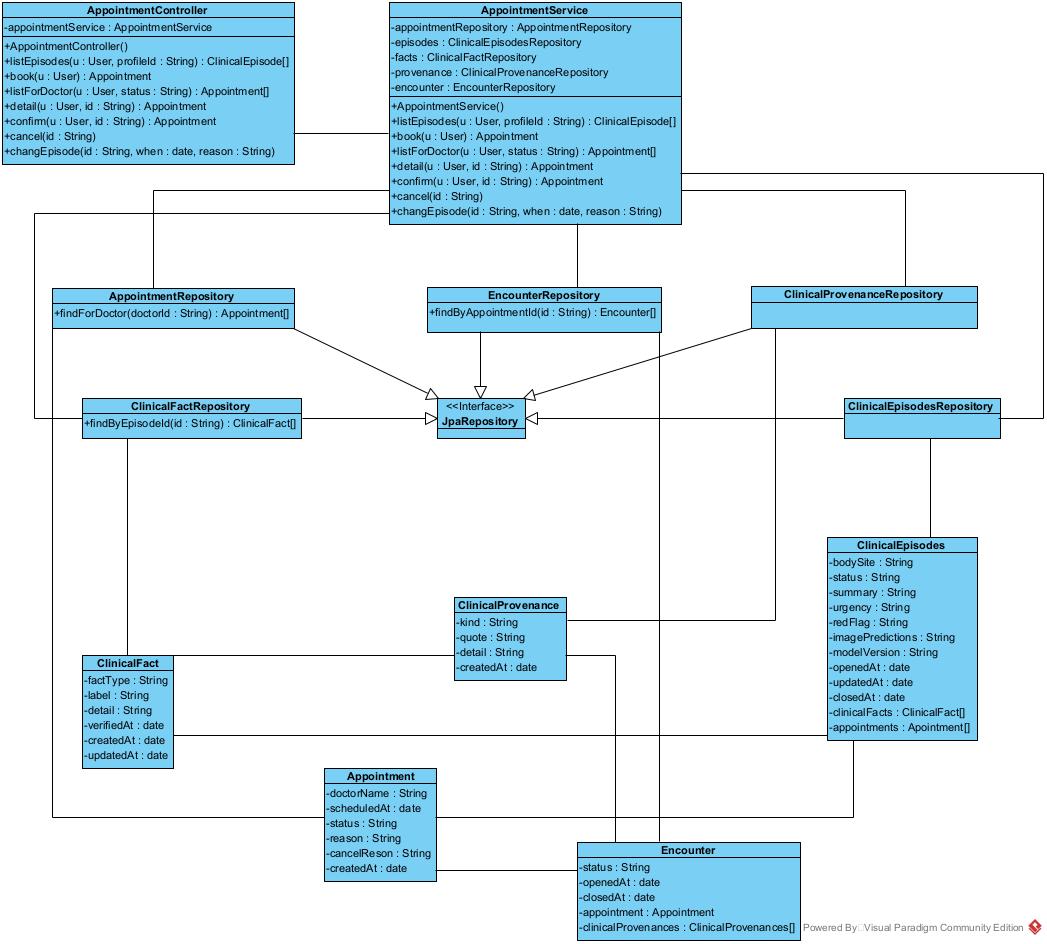 AppointmentController
-appointmentService : AppointmentService
+AppointmentController()
+listEpisodes(u : User, profileId : String) : ClinicalEpisode[]
+book(u : User) : Appointment
+listForDoctor(u : User, status : String) : Appointment[]
+detail(u : User, id : String) : Appointment
+confirm(u : User, id : String) : Appointment
+cancel(id : String)
+changEpisode(id : String, when : date, reason : String)
AppointmentService
-appointmentRepository : AppointmentRepository
-episodes : ClinicalEpisodesRepository
-facts : ClinicalFactRepository
-provenance : ClinicalProvenanceRepository
-encounter : EncounterRepository
+AppointmentService()
+listEpisodes(u : User, profileId : String) : ClinicalEpisode[]
+book(u : User) : Appointment
+listForDoctor(u : User, status : String) : Appointment[]
+detail(u : User, id : String) : Appointment
+confirm(u : User, id : String) : Appointment
+cancel(id : String)
+changEpisode(id : String, when : date, reason : String)
AppointmentRepository
+findForDoctor(doctorId : String) : Appointment[]
EncounterRepository
+findByAppointmentId(id : String) : Encounter[]
ClinicalProvenanceRepository
ClinicalFactRepository
+findByEpisodeId(id : String) : ClinicalFact[]
<<Interface>>
JpaRepository
ClinicalEpisodesRepository
ClinicalEpisodes
-bodySite : String
-status : String
-summary : String
-urgency : String
-redFlag : String
-imagePredictions : String
-modelVersion : String
-openedAt : date
-updatedAt : date
-closedAt : date
-clinicalFacts : ClinicalFact[]
-appointments : Apointment[]
ClinicalProvenance
-kind : String
-quote : String
-detail : String
-createdAt : date
ClinicalFact
-factType : String
-label : String
-detail : String
-verifiedAt : date
-createdAt : date
-updatedAt : date
Appointment
-doctorName : String
-scheduledAt : date
-status : String
-reason : String
-cancelReson : String
-createdAt : date
Encounter
-status : String
-openedAt : date
-closedAt : date
-appointment : Appointment
-clinicalProvenances : ClinicalProvenances[]
Powered By Visual Paradigm Community Edition